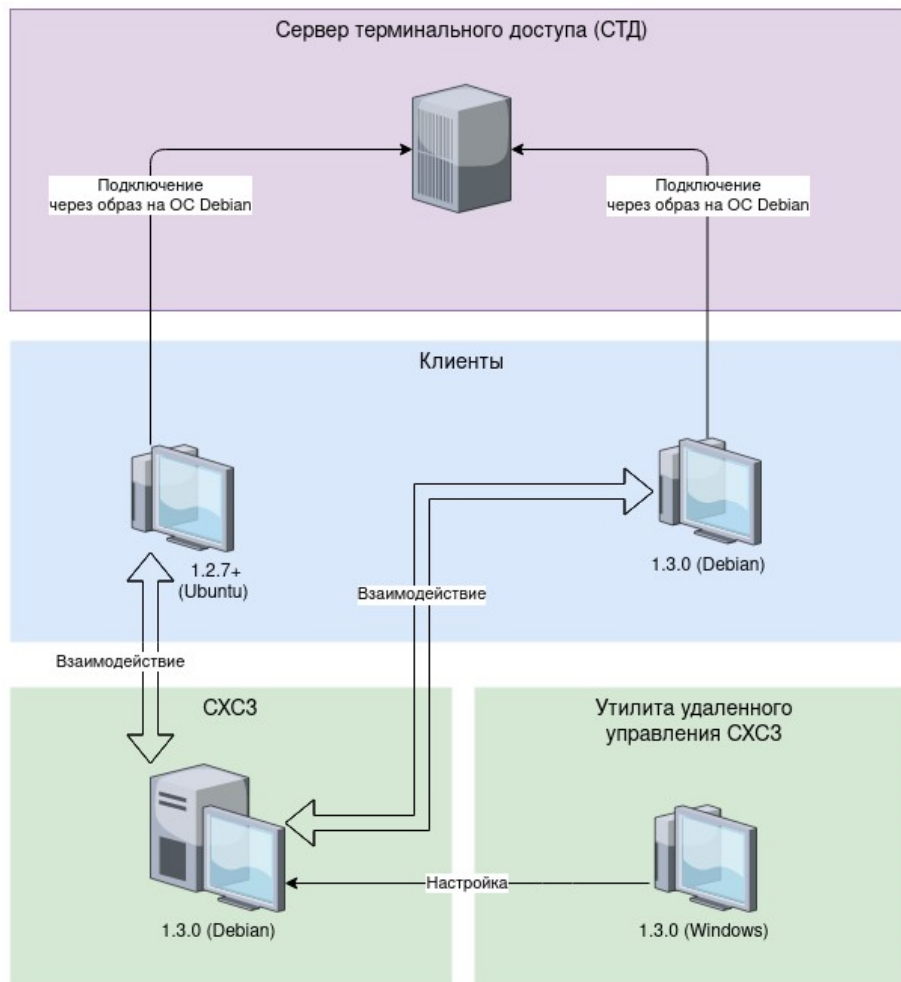 Сервер терминального доступа (СТД)
Подключение
через образ на ОС Debian
Подключение
через образ на ОС Debian
Клиенты
1.2.7+
(Ubuntu)
1.3.0 (Debian)
Взаимодействие
Взаимодействие
СХСЗ
Утилита удаленного
управления СХСЗ
Настройка
1.3.0 (Debian)
1.3.0 (Windows)